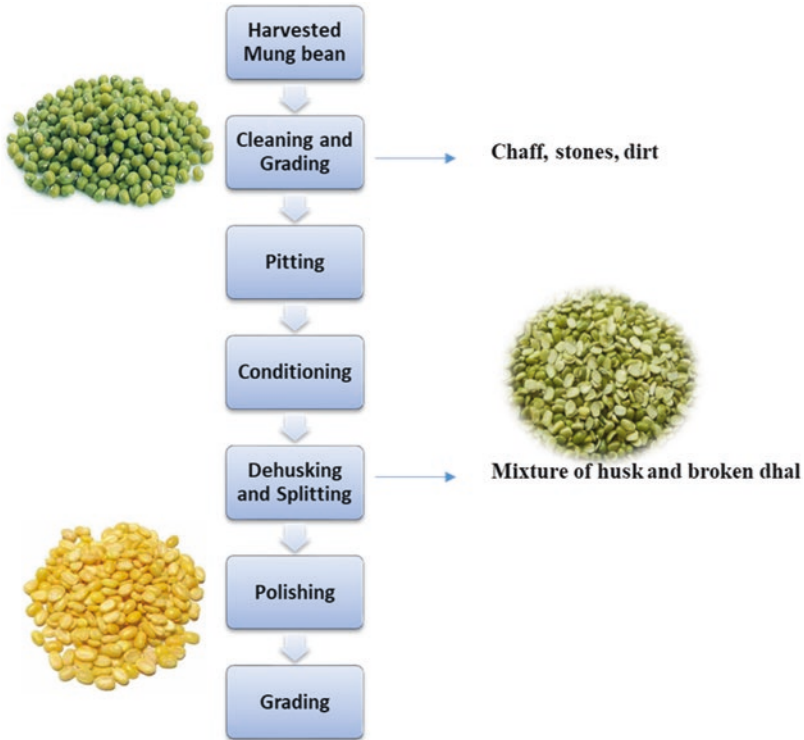 Harvested
Mung bean
Cleaning and
Grading
Chaff, stones, dirt
Pitting
Conditioning
Dehusking
and Splitting
Mixture of husk and broken dhal
Polishing
Grading